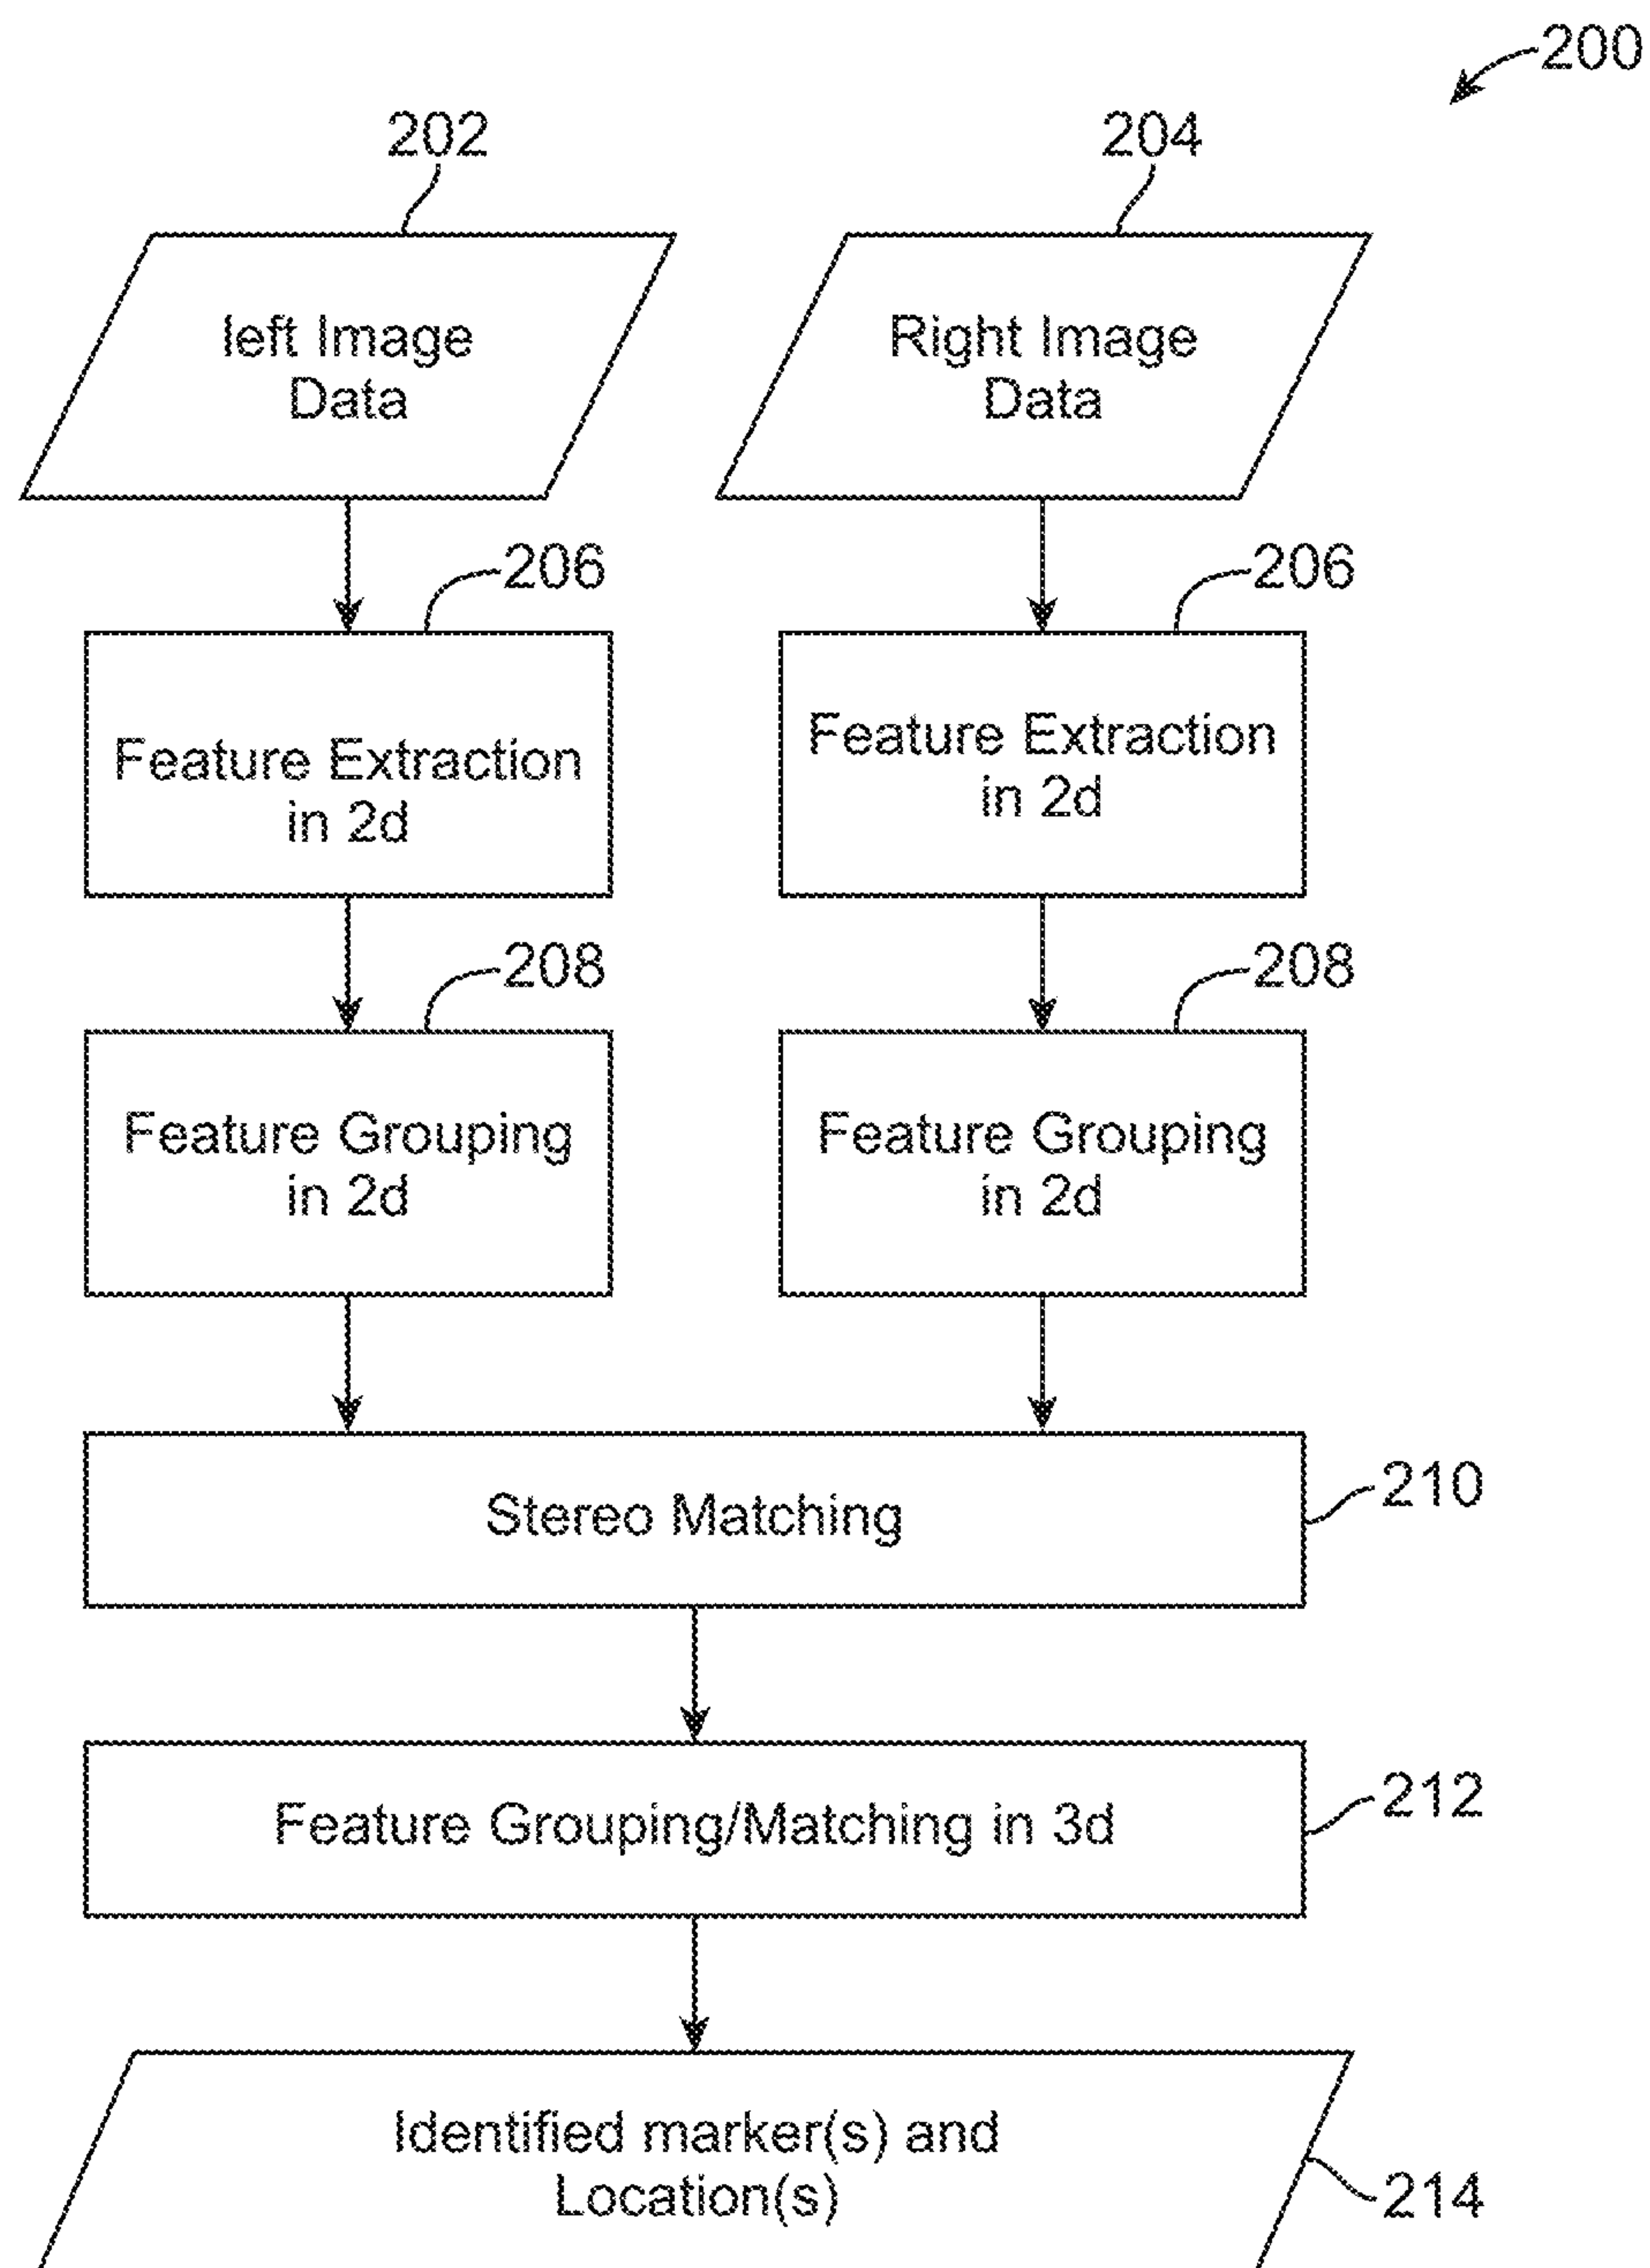 200
202
204
left Image
Data
Right Image
Data
206
206
Feature Extraction
in 2d
Feature Extraction
in 2d
208
208
Feature Grouping
in 2d
Feature Grouping
in 2d
Stereo Matching
210
Feature Grouping/Matching in 3d
212
Identified marker(s) and
Location(s)
214